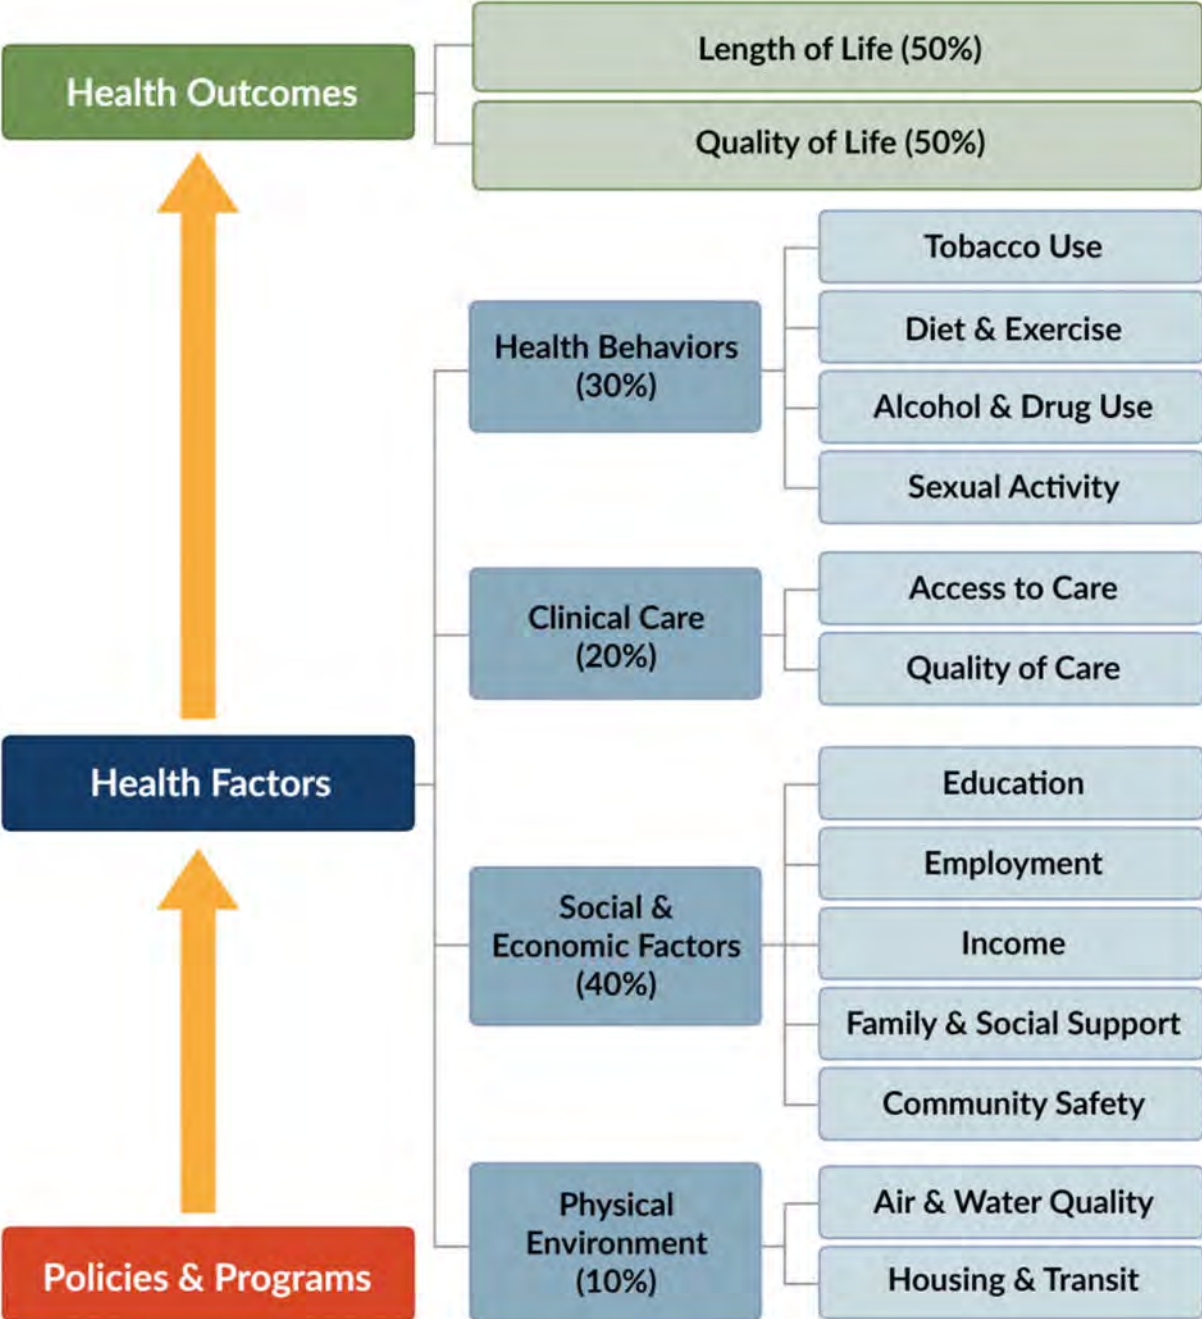 Health Outcomes
Length of Life (50%)
Quality of Life (50%)
Health Factors
Health Behaviors
(30%)
Tobacco Use
Diet & Exercise
Alcohol & Drug Use
Sexual Activity
Clinical Care
(20%)
Access to Care
Quality of Care
Social &
Economic Factors
(40%)
Education
Employment
Income
Family & Social Support
Community Safety
Physical
Environment
(10%)
Air & Water Quality
Housing & Transit
Policies & Programs